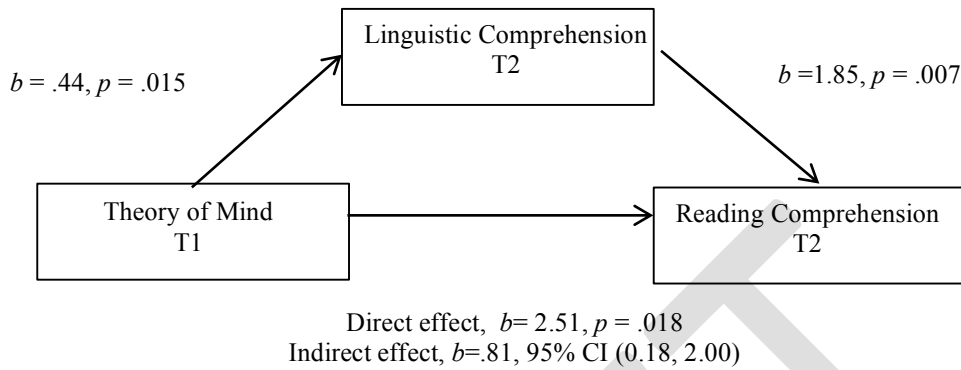 Linguistic Comprehension
T2
b = .44, p = .015
b =1.85, p = .007
Theory of Mind
T1
Reading Comprehension
T2
Direct effect,  b= 2.51, p = .018
Indirect effect, b=.81, 95% CI (0.18, 2.00)